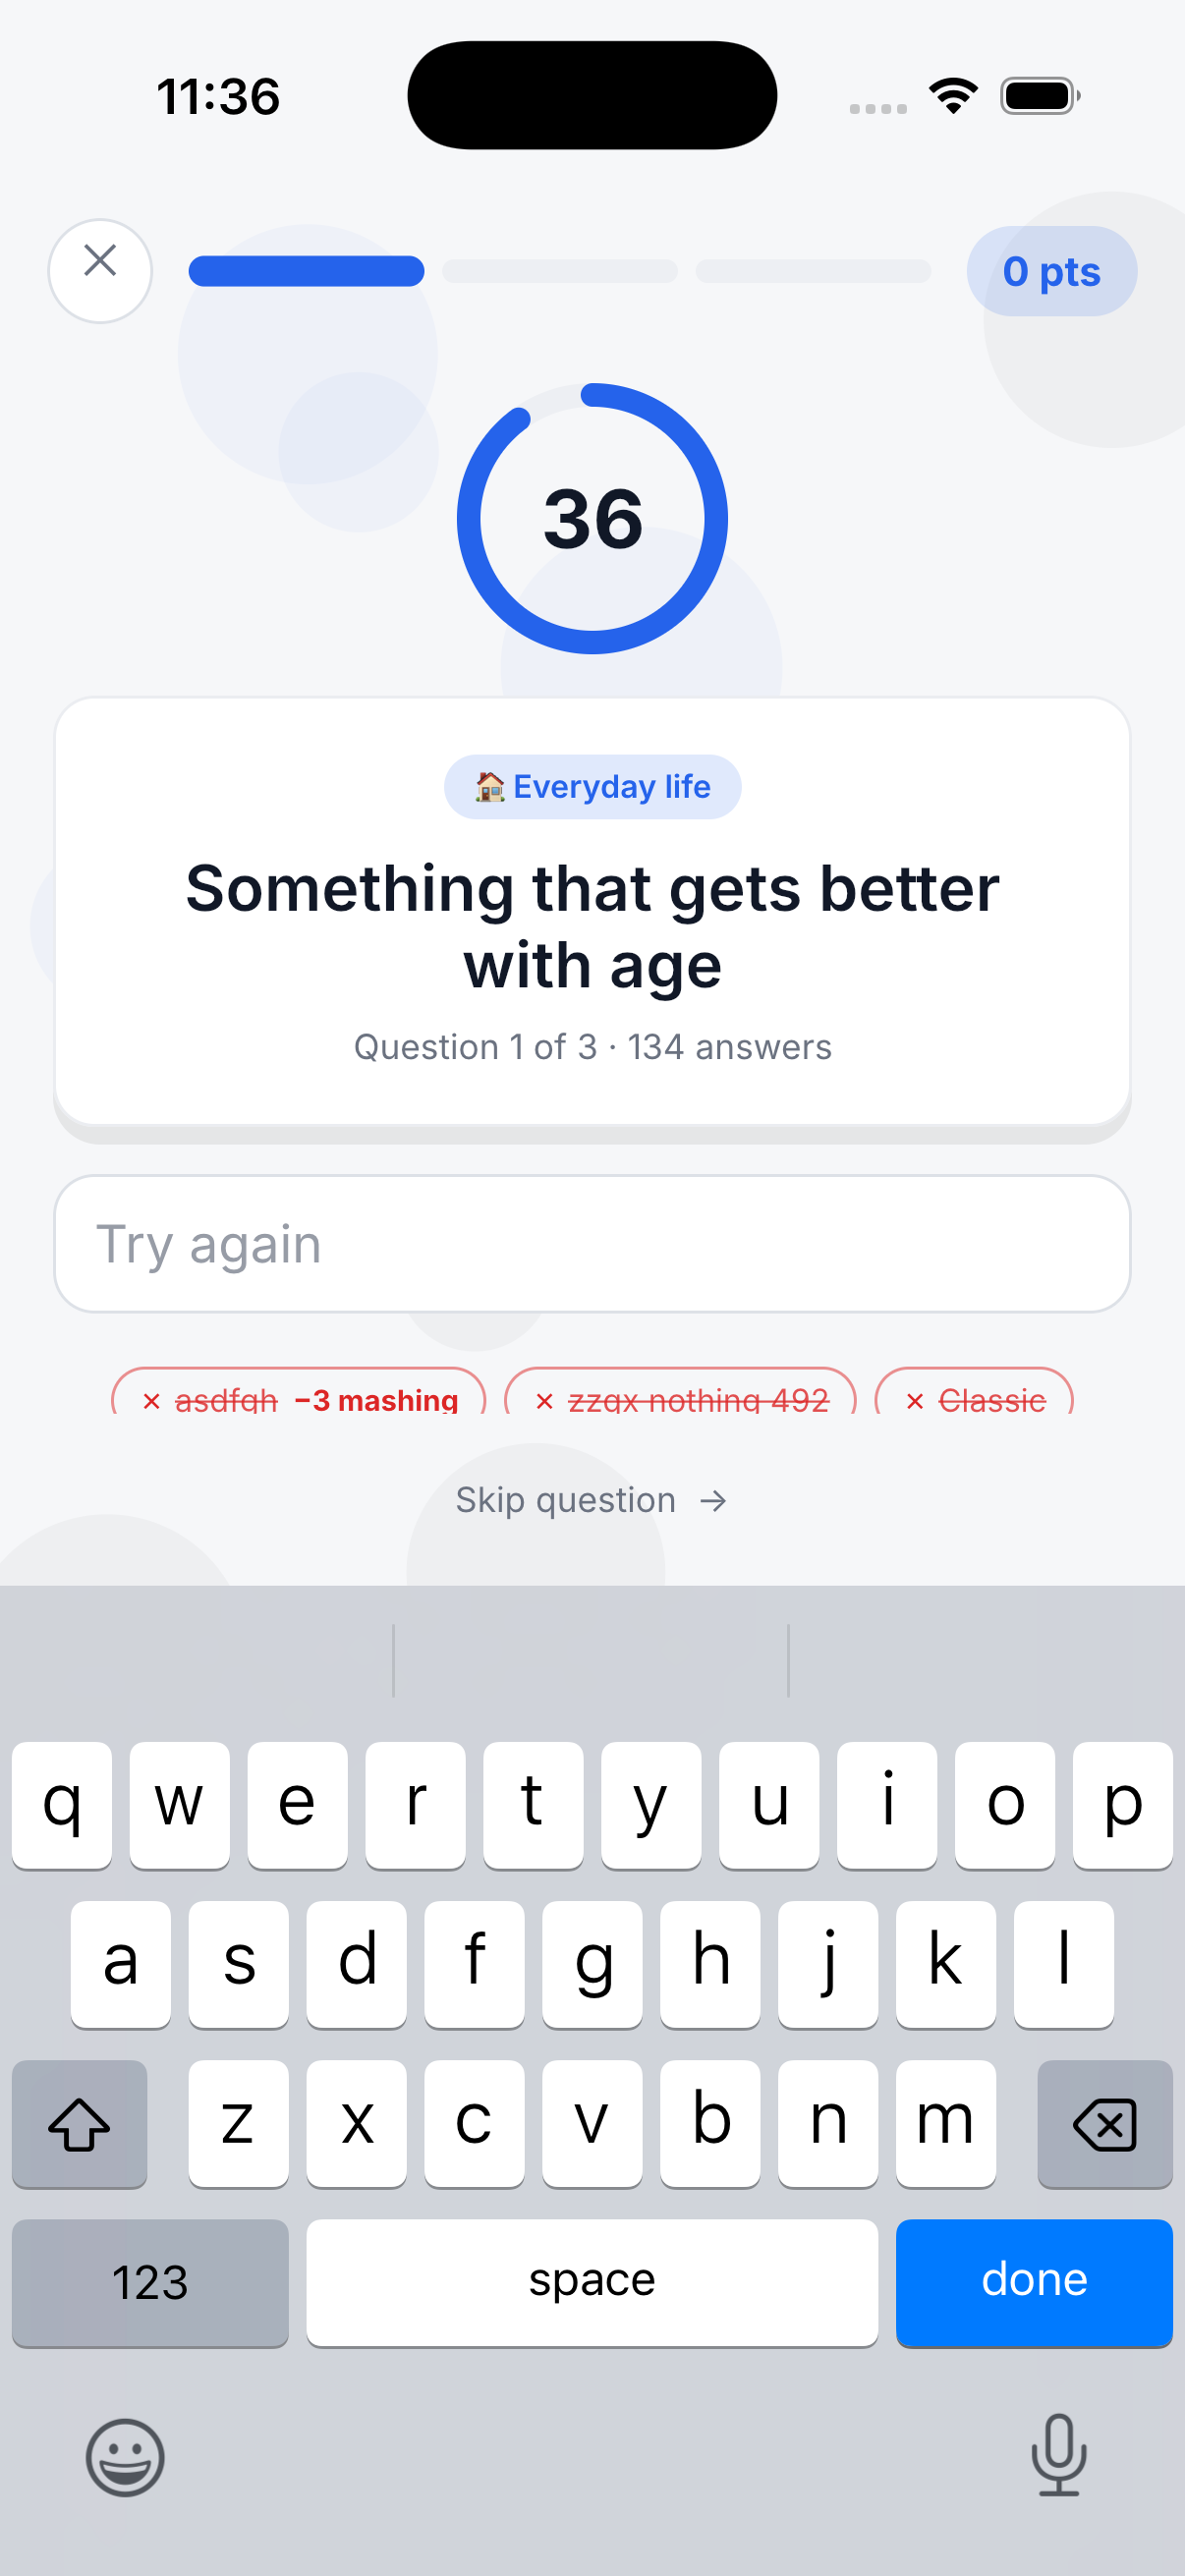 11:36
0 pts
36
🏠 Everyday life
Something that gets better
with age
Question 1 of 3 · 134 answers
Try again
× asdfgh −3 mashing × zzqx nothing 492 × Classic
Skip question →
q w e r t y u i o p
a s d f g h j k l
z x c v b n m
123 space done